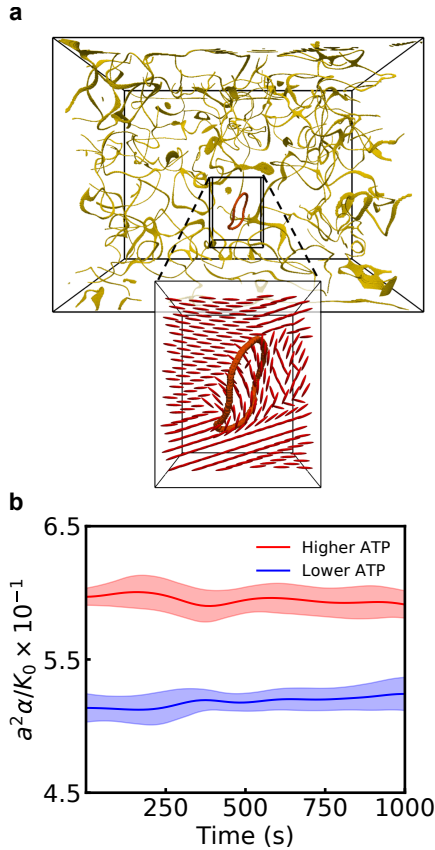 a
b
6.5
Higher ATP
Lower ATP
5.5
4.5
a²α/K₀ × 10⁻¹
250
500
750
1000
Time (s)